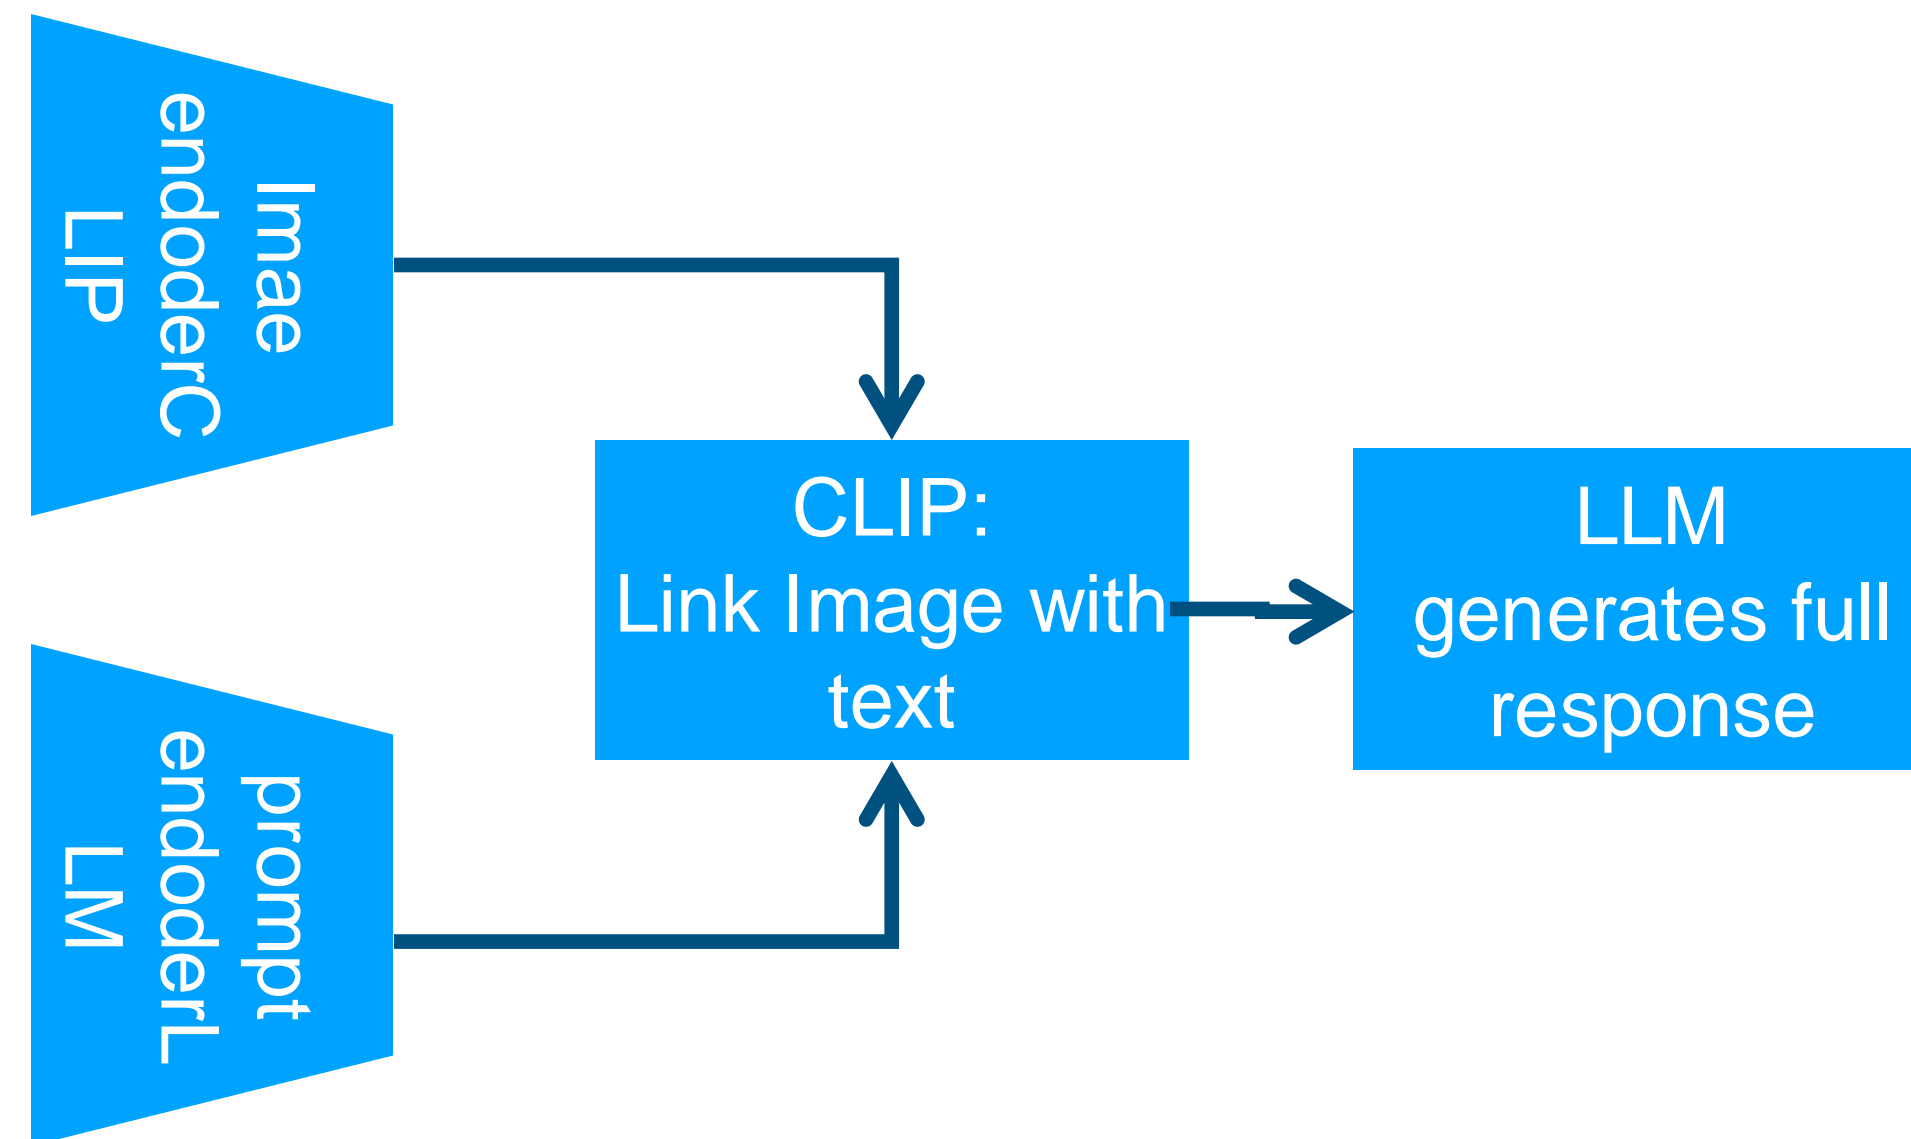 Imae
endoderC
LIP
CLIP:
Link Image with
text
LLM
generates full
response
prompt
endoderL
LM